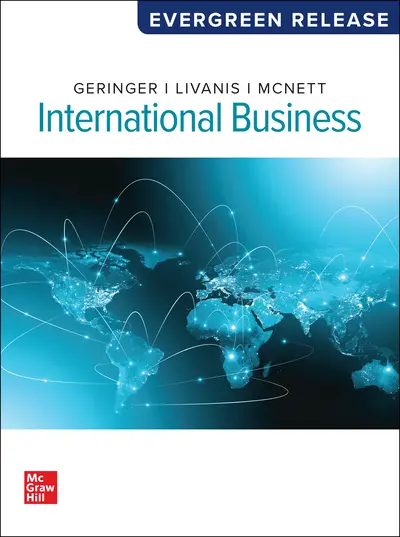 EVERGREEN RELEASE
GERINGER | LIVANIS | MCNETT
International Business
Mc
Graw
Hill